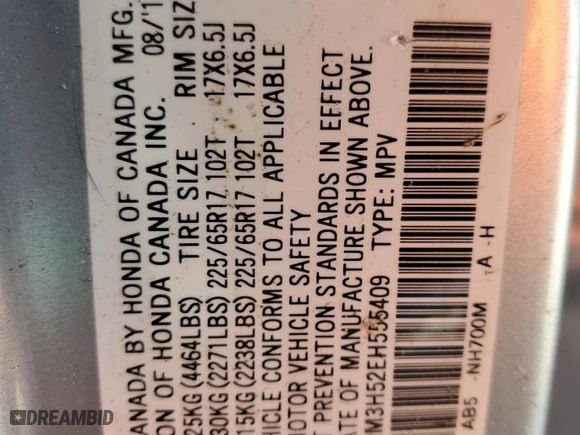 ANADA BY HONDA OF CANADA MFG.
ON OF HONDA CANADA INC. 08/1
TIRE SIZE RIM SIZ
25KG (4464LBS)
30KG (2271LBS) 225/65R17 102T 17X6.5J
15KG (2238LBS) 225/65R17 102T 17X6.5J
HICLE CONFORMS TO ALL APPLICABLE
MOTOR VEHICLE SAFETY
T PREVENTION STANDARDS IN EFFECT
ATE OF MANUFACTURE SHOWN ABOVE.
M3H52EH555409 TYPE: MPV
AB5 -NH700M A -H
DREAMBID